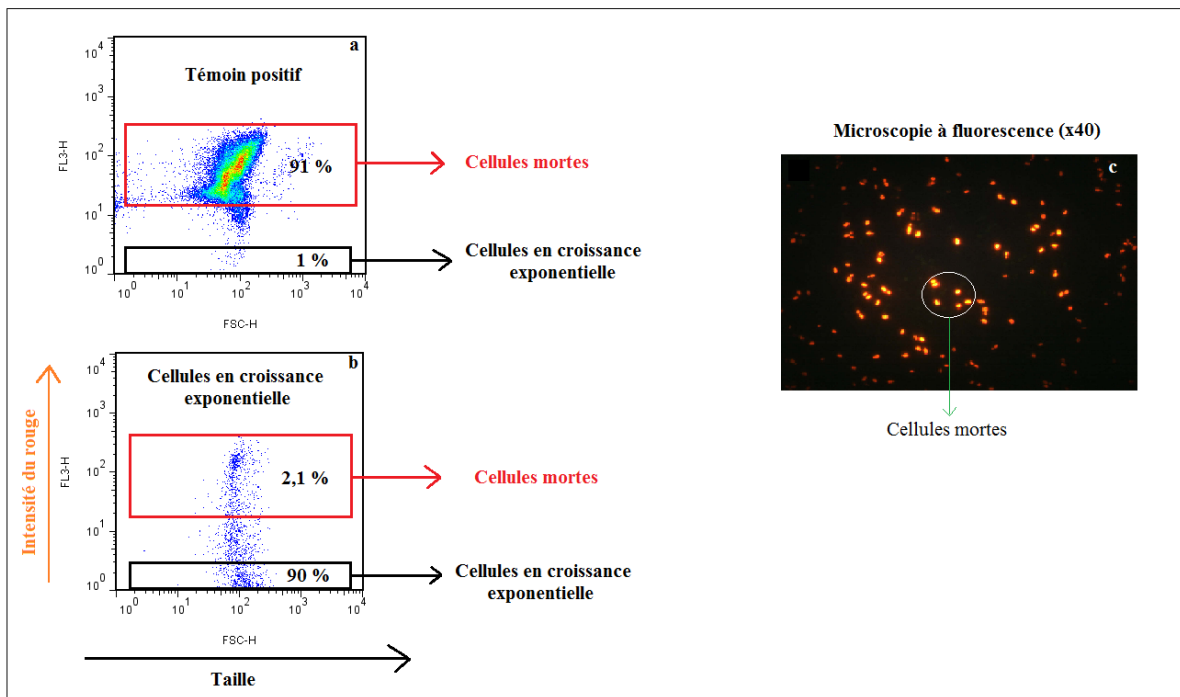 a
Témoin positif
10^4
10^3
10^2
10^1
10^0
FL3-H
91 %
1 %
10^0 10^1 10^2 10^3 10^4
FSC-H
Cellules mortes
Cellules en croissance
exponentielle
b
Cellules en croissance
exponentielle
10^4
10^3
10^2
10^1
10^0
FL3-H
Intensité du rouge
2,1 %
90 %
10^0 10^1 10^2 10^3 10^4
FSC-H
Taille
Cellules mortes
Cellules en croissance
exponentielle
Microscopie à fluorescence (x40)
c
Cellules mortes